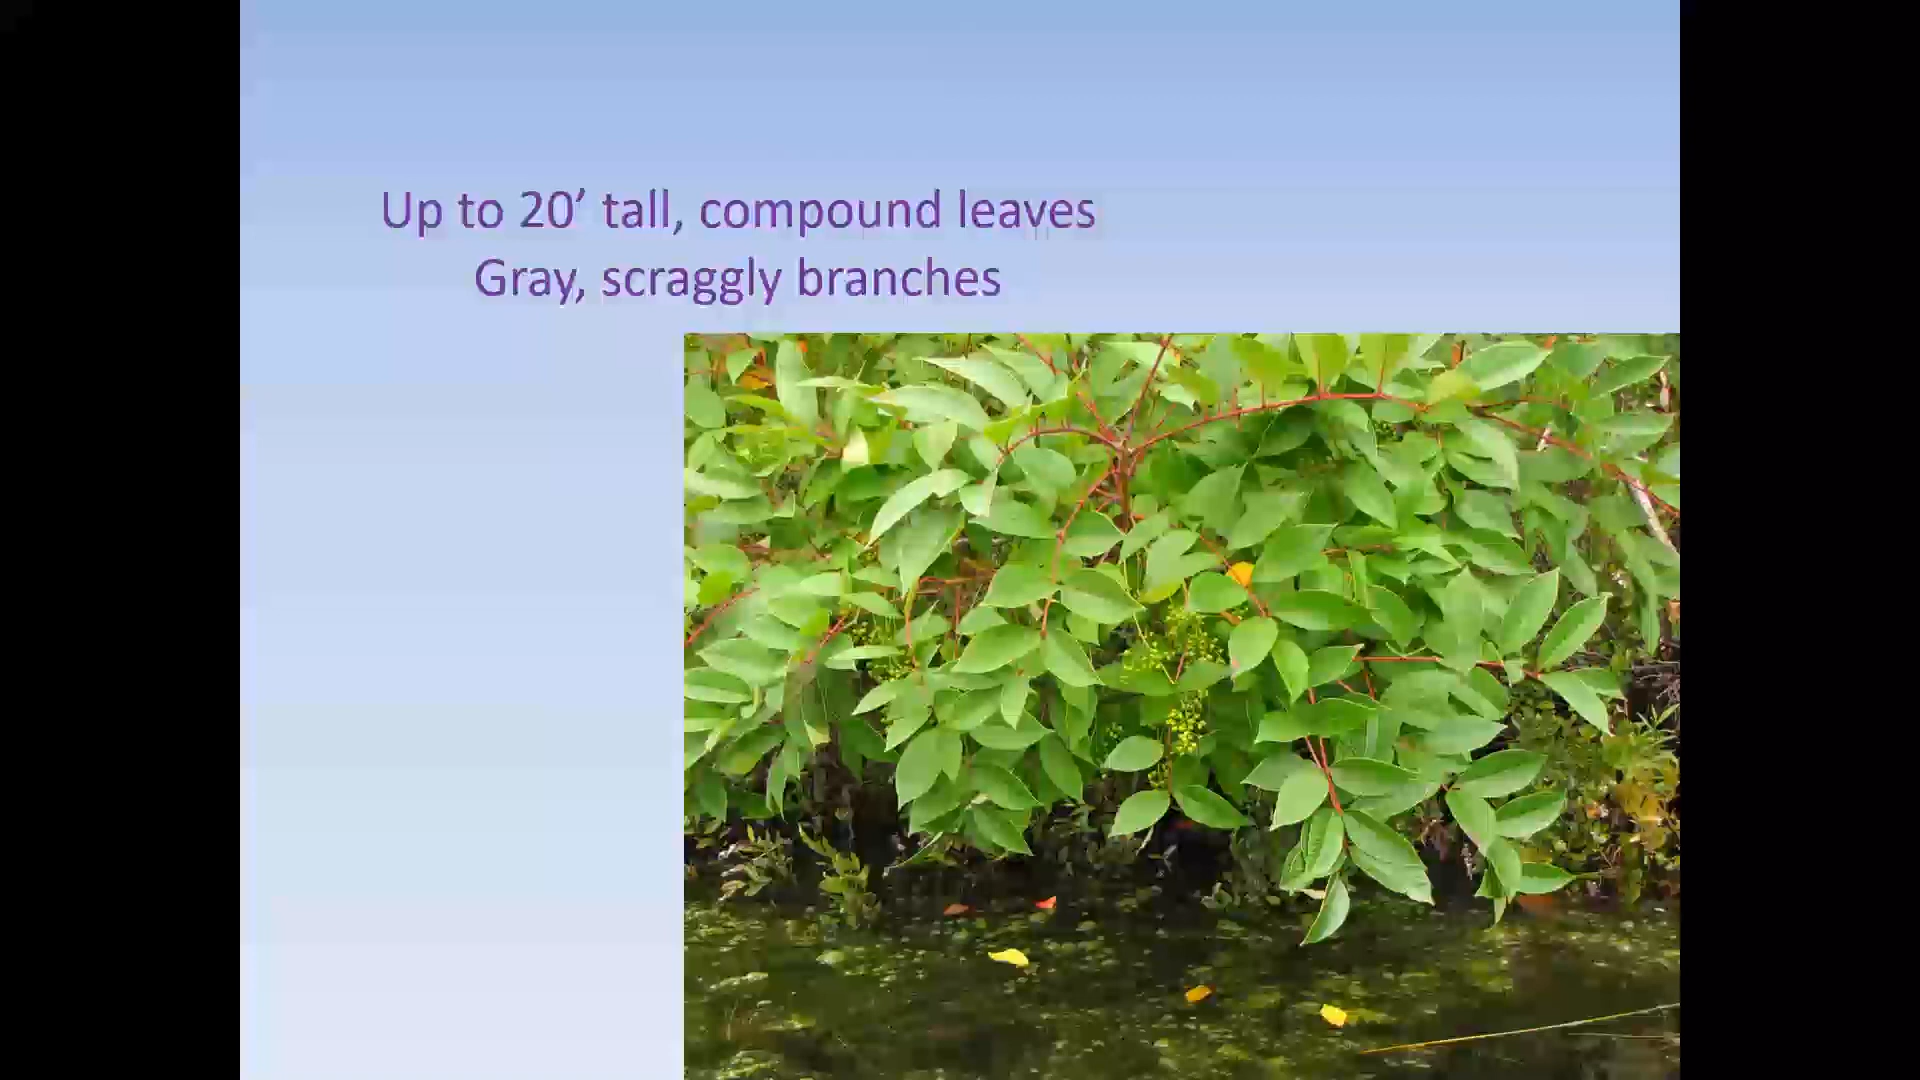 Up to 20’ tall, compound leaves
Gray, scraggly branches